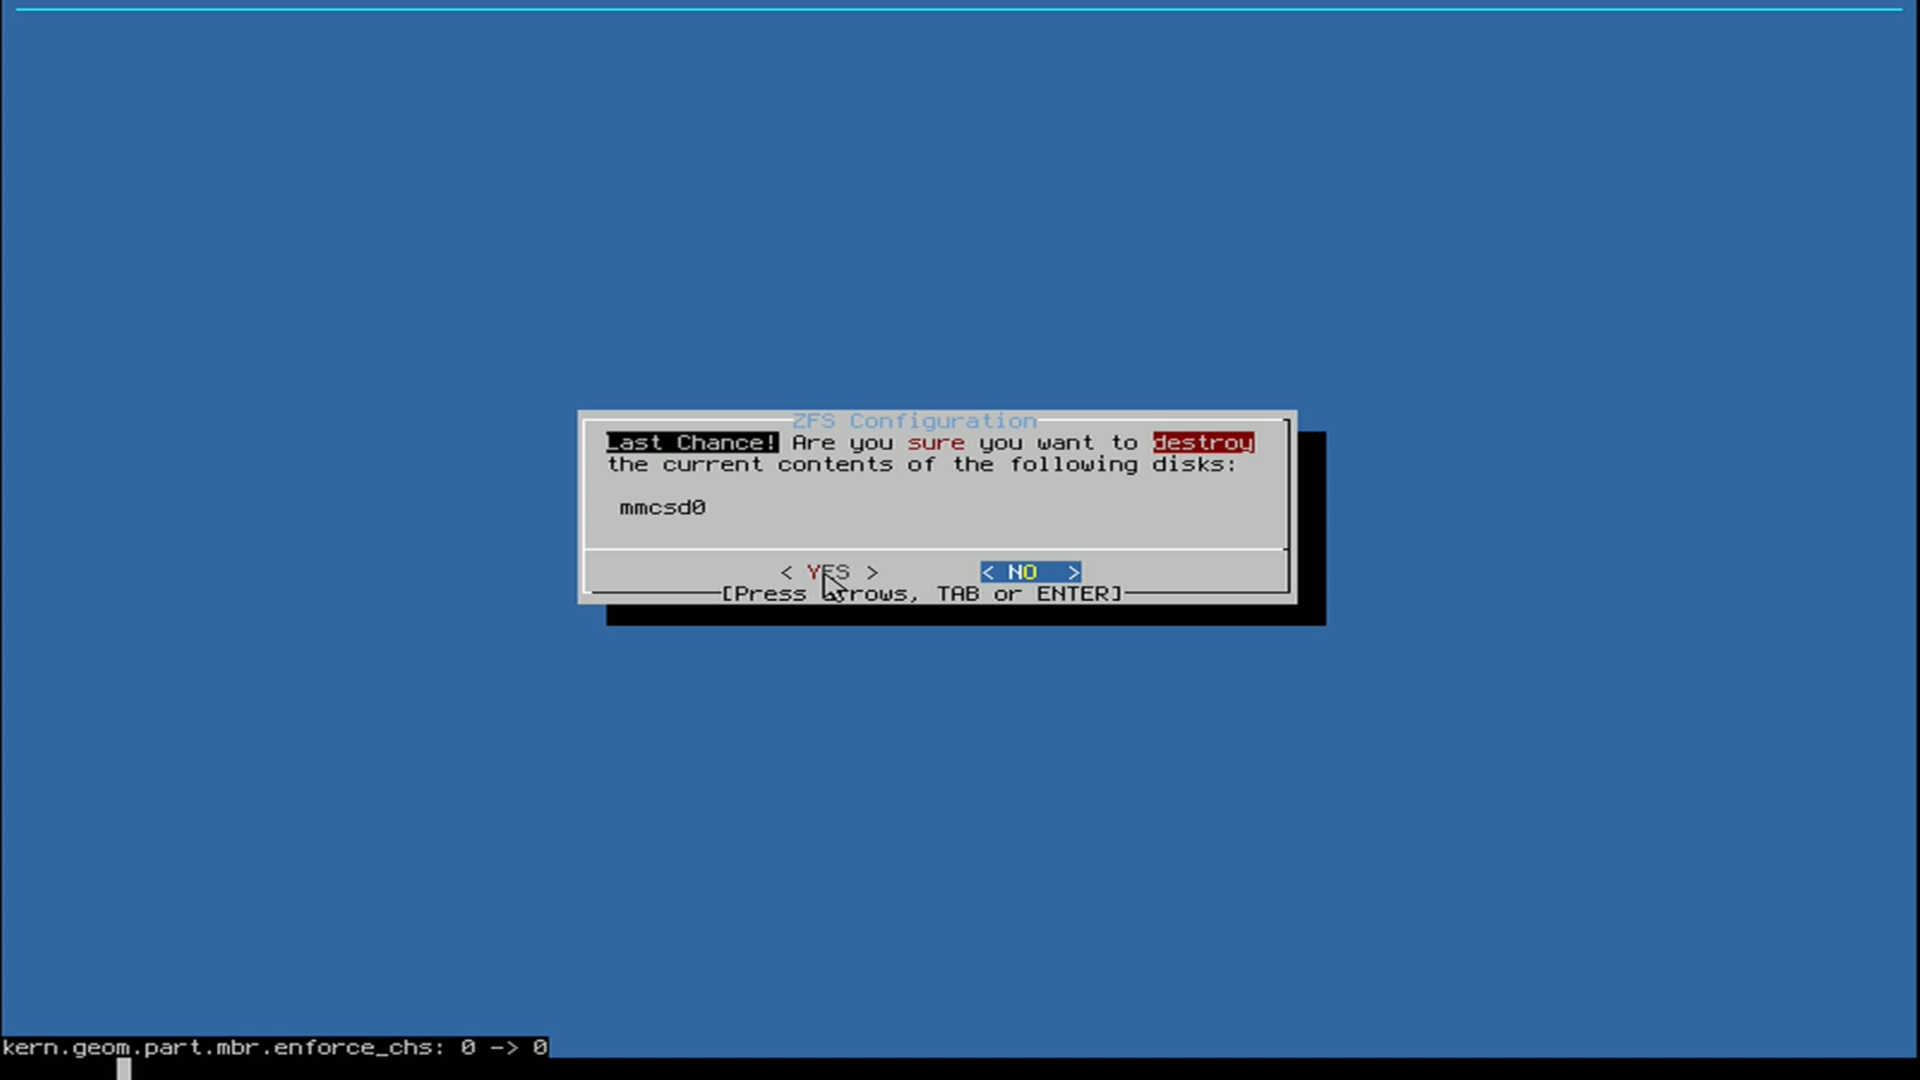 ZFS Configuration
Last Chance! Are you sure you want to destroy
the current contents of the following disks:
mmcsd0
< YES > < NO >
[Press arrows, TAB or ENTER]
kern.geom.part.mbr.enforce_chs: 0 -> 0